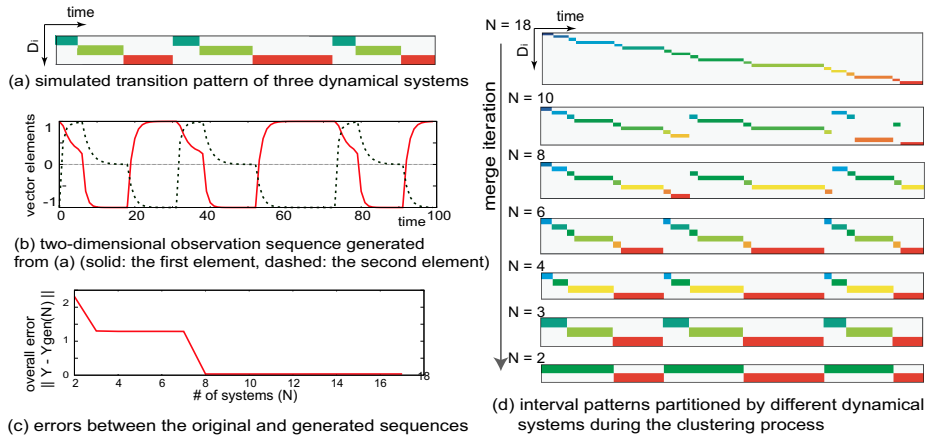 time
Di
(a) simulated transition pattern of three dynamical systems
vector elements
1
0
-1
0 20 40 60 80 100
time
(b) two-dimensional observation sequence generated
from (a) (solid: the first element, dashed: the second element)
overall error
|| Y - Ygen(N) ||
2
1
0
2 4 6 8 10 12 14 16 18
# of systems (N)
(c) errors between the original and generated sequences
N = 18
time
Di
merge iteration
N = 10
N = 8
N = 6
N = 4
N = 3
N = 2
(d) interval patterns partitioned by different dynamical
systems during the clustering process